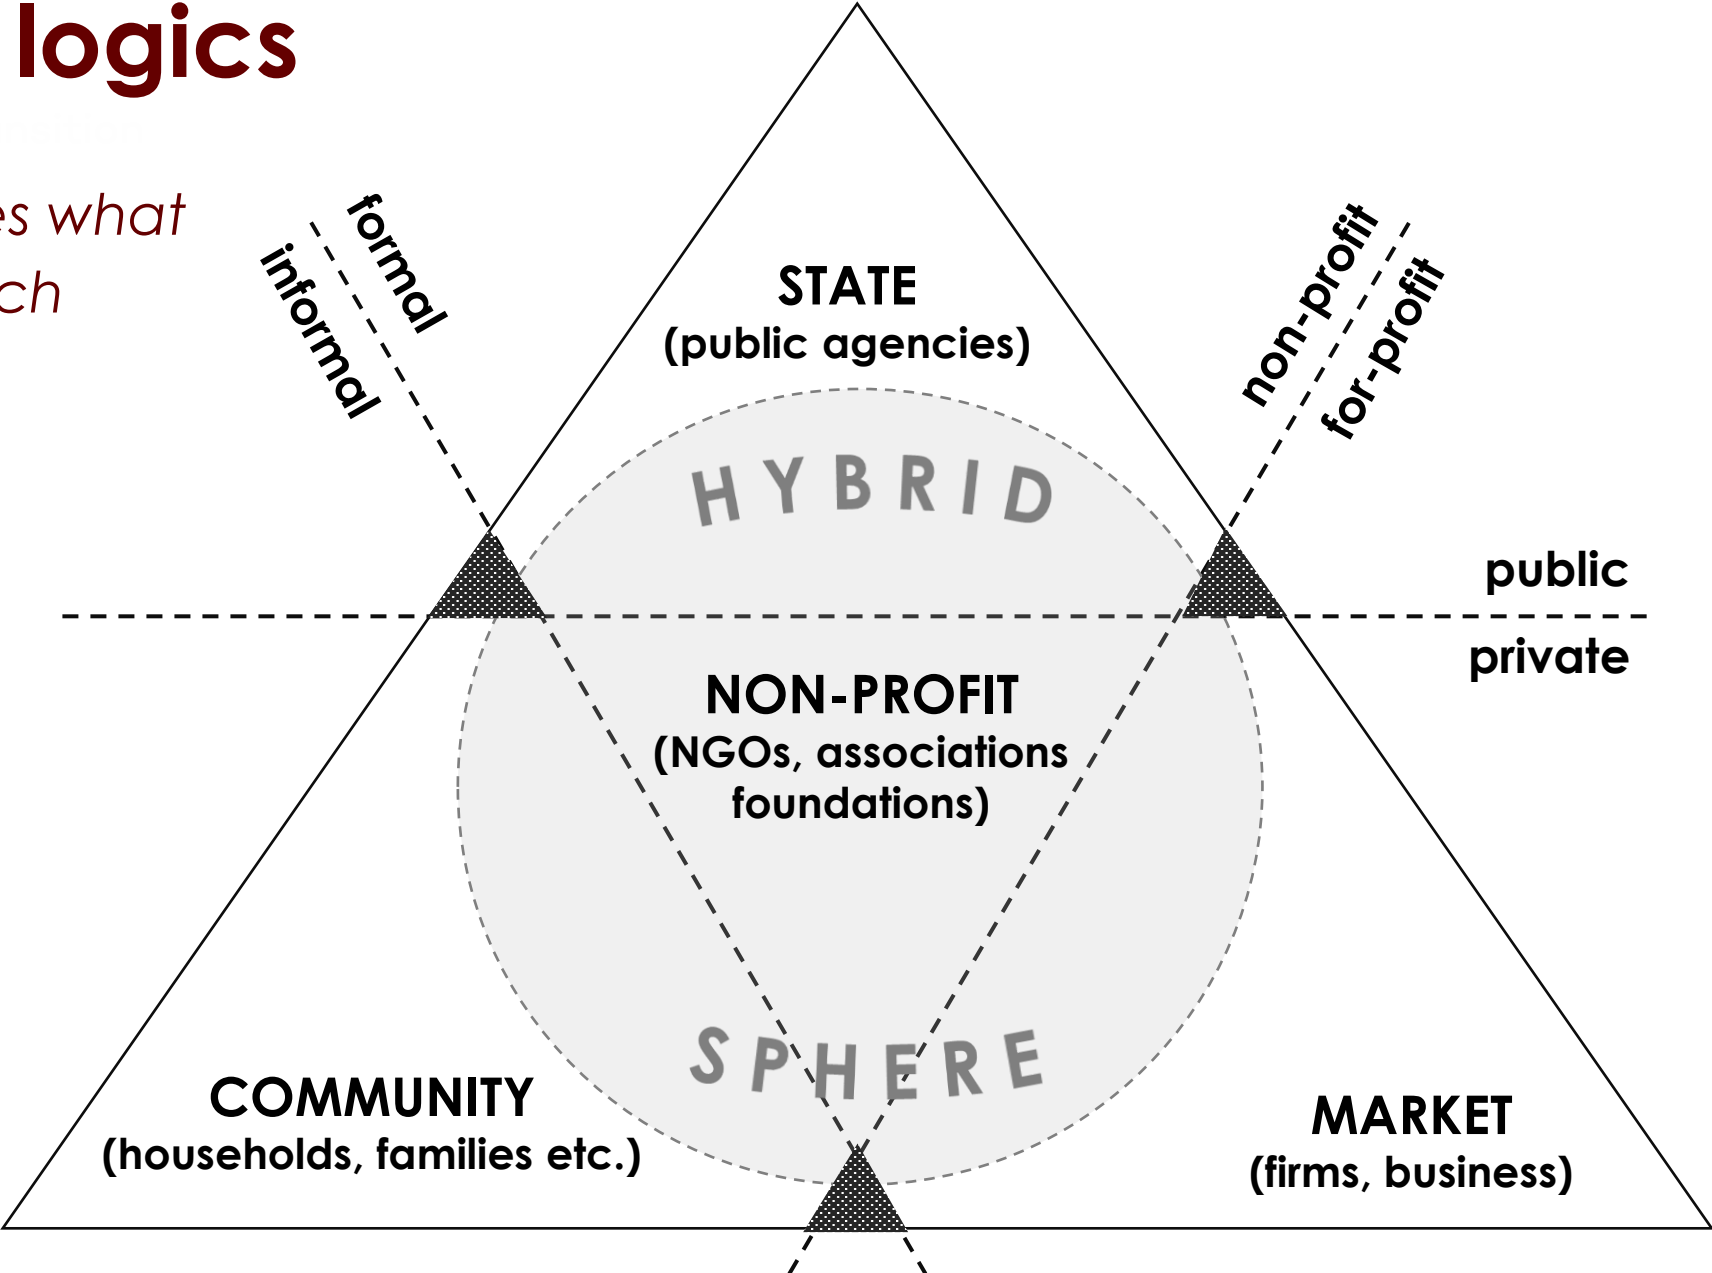 logics
es what
ch
formal
informal
non-profit
for-profit
STATE
(public agencies)
HYBRID
public
private
NON-PROFIT
(NGOs, associations
foundations)
SPHERE
COMMUNITY
(households, families etc.)
MARKET
(firms, business)